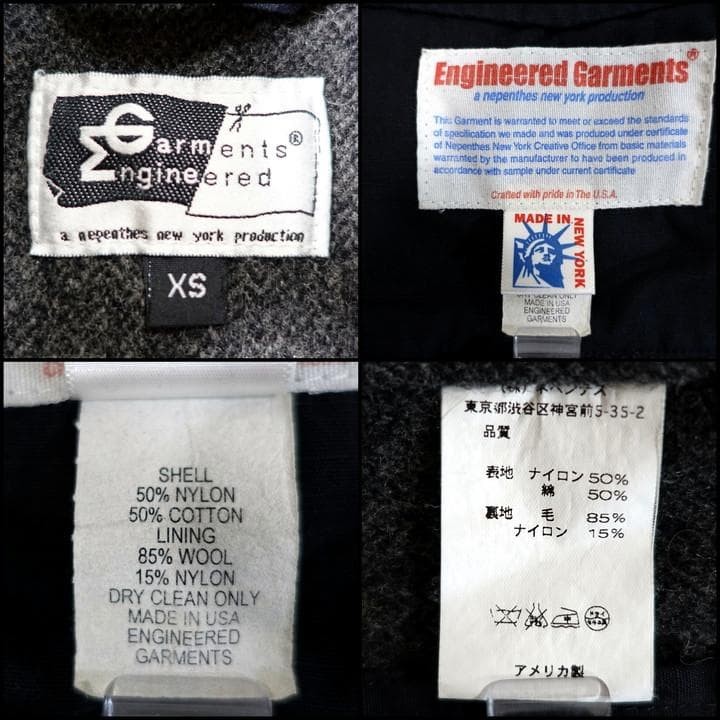 Garments®
Engineered
a nepenthes new york production
XS
Engineered Garments®
a nepenthes new york production
This Garment is warranted to meet or exceed the standards
of specification we made and was produced under certificate
of Nepenthes New York Creative Office from basic materials
warranted by the manufacturer to have been produced in
accordance with sample under current certificate
Crafted with pride in The U.S.A.
MADE IN
NEW YORK
DRY CLEAN ONLY
MADE IN USA
ENGINEERED
GARMENTS
SHELL
50% NYLON
50% COTTON
LINING
85% WOOL
15% NYLON
DRY CLEAN ONLY
MADE IN USA
ENGINEERED
GARMENTS
(株)ネペンテス
東京都渋谷区神宮前5-35-2
品質
表地 ナイロン 50%
綿 50%
裏地 毛 85%
ナイロン 15%
中
アメリカ製